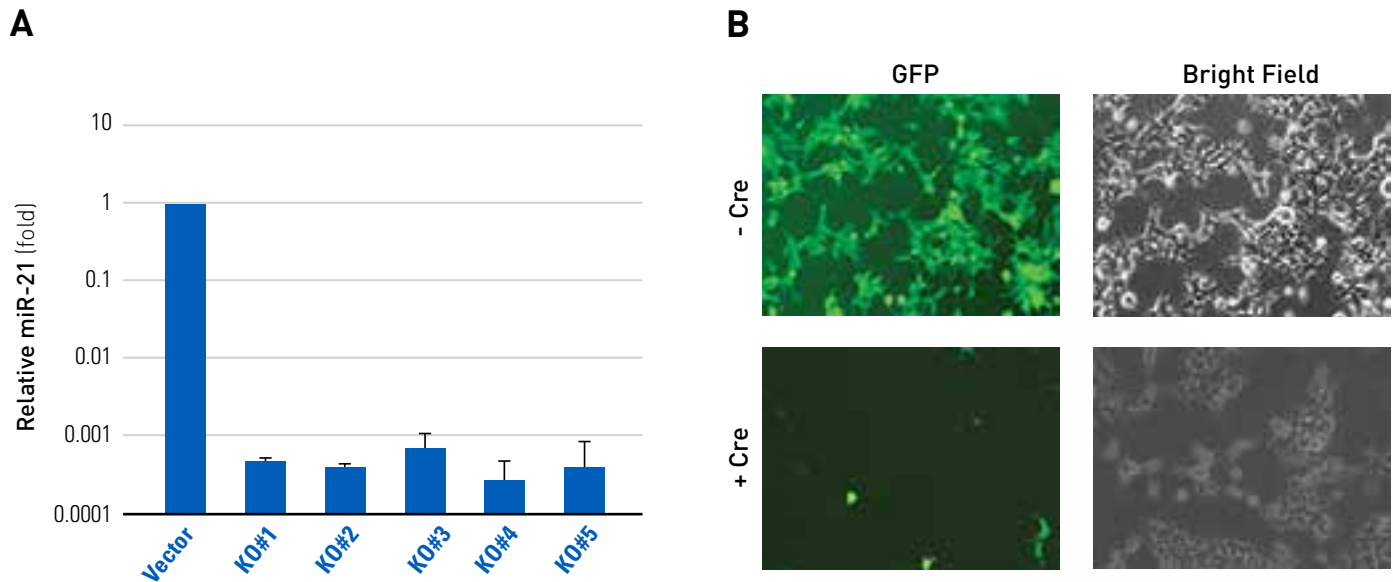 A
Relative miR-21 (fold)
10
1
0.1
0.01
0.001
0.0001
Vector
KO#1
KO#2
KO#3
KO#4
KO#5
B
GFP
Bright Field
- Cre
+ Cre